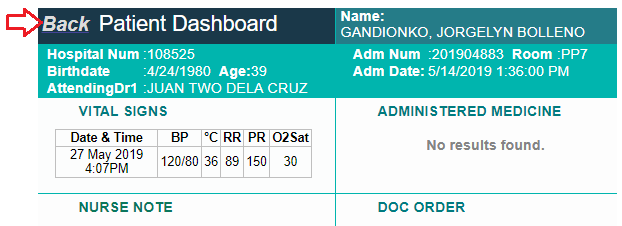 Back Patient Dashboard
Name:
GANDIONKO, JORGELYN BOLLENO
Hospital Num :108525
Birthdate :4/24/1980 Age:39
AttendingDr1 :JUAN TWO DELA CRUZ
Adm Num :201904883 Room :PP7
Adm Date: 5/14/2019 1:36:00 PM
VITAL SIGNS
Date & Time BP °C RR PR O2Sat
27 May 2019
4:07PM 120/80 36 89 150 30
ADMINISTERED MEDICINE
No results found.
NURSE NOTE
DOC ORDER